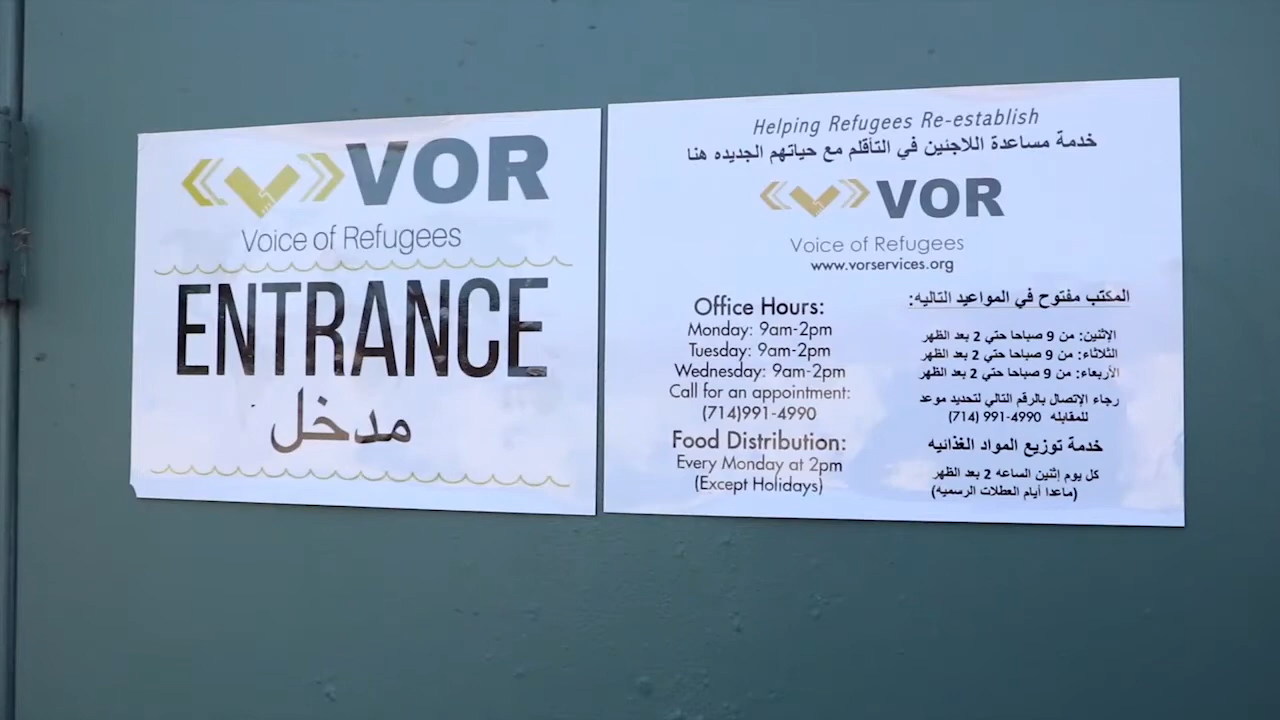 VOR
Voice of Refugees
ENTRANCE
مدخل
Helping Refugees Re-establish
خدمة مساعدة اللاجئين في التأقلم مع حياتهم الجديده هنا
VOR
Voice of Refugees
www.vorservices.org
Office Hours:
Monday: 9am-2pm
Tuesday: 9am-2pm
Wednesday: 9am-2pm
Call for an appointment:
(714)991-4990
Food Distribution:
Every Monday at 2pm
(Except Holidays)
المكتب مفتوح في المواعيد التاليه:
الإثنين: من 9 صباحا حتي 2 بعد الظهر
الثلاثاء: من 9 صباحا حتي 2 بعد الظهر
الأربعاء: من 9 صباحا حتي 2 بعد الظهر
رجاء الإتصال بالرقم التالي لتحديد موعد
للمقابله 991-4990 (714)
خدمة توزيع المواد الغذائيه
كل يوم إثنين الساعه 2 بعد الظهر
(ماعدا أيام العطلات الرسميه)